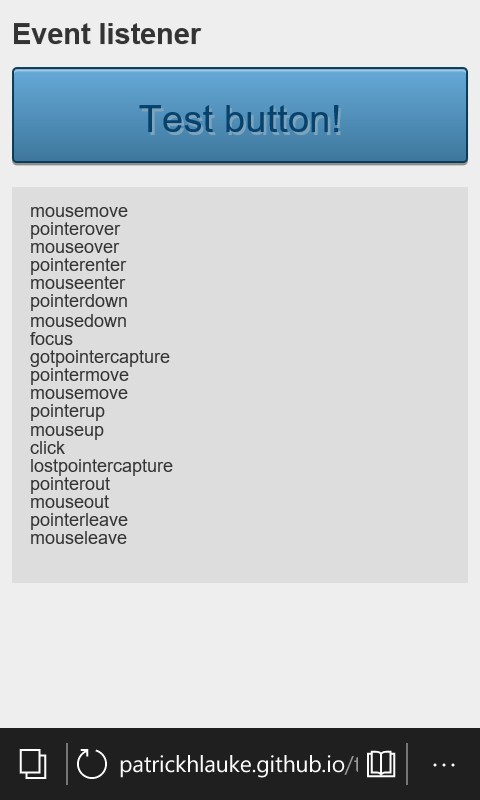 Event listener
Test button!
mousemove
pointerover
mouseover
pointerenter
mouseenter
pointerdown
mousedown
focus
gotpointercapture
pointermove
mousemove
pointerup
mouseup
click
lostpointercapture
pointerout
mouseout
pointerleave
mouseleave
patrickhlauke.github.io/